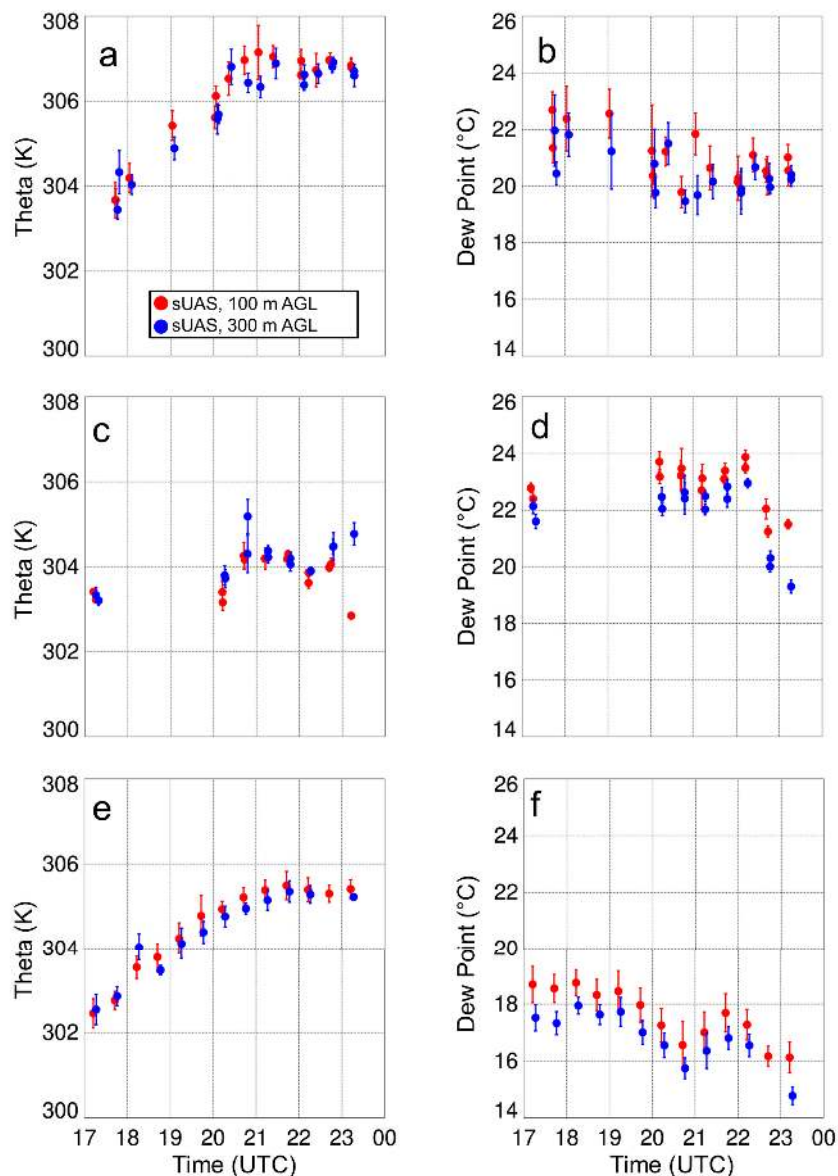 a
308
306
304
302
300
Theta (K)
sUAS, 100 m AGL
sUAS, 300 m AGL
b
26
24
22
20
18
16
14
Dew Point (°C)
c
308
306
304
302
300
Theta (K)
d
26
24
22
20
18
16
14
Dew Point (°C)
e
308
306
304
302
300
Theta (K)
17 18 19 20 21 22 23 00
Time (UTC)
f
26
24
22
20
18
16
14
Dew Point (°C)
17 18 19 20 21 22 23 00
Time (UTC)